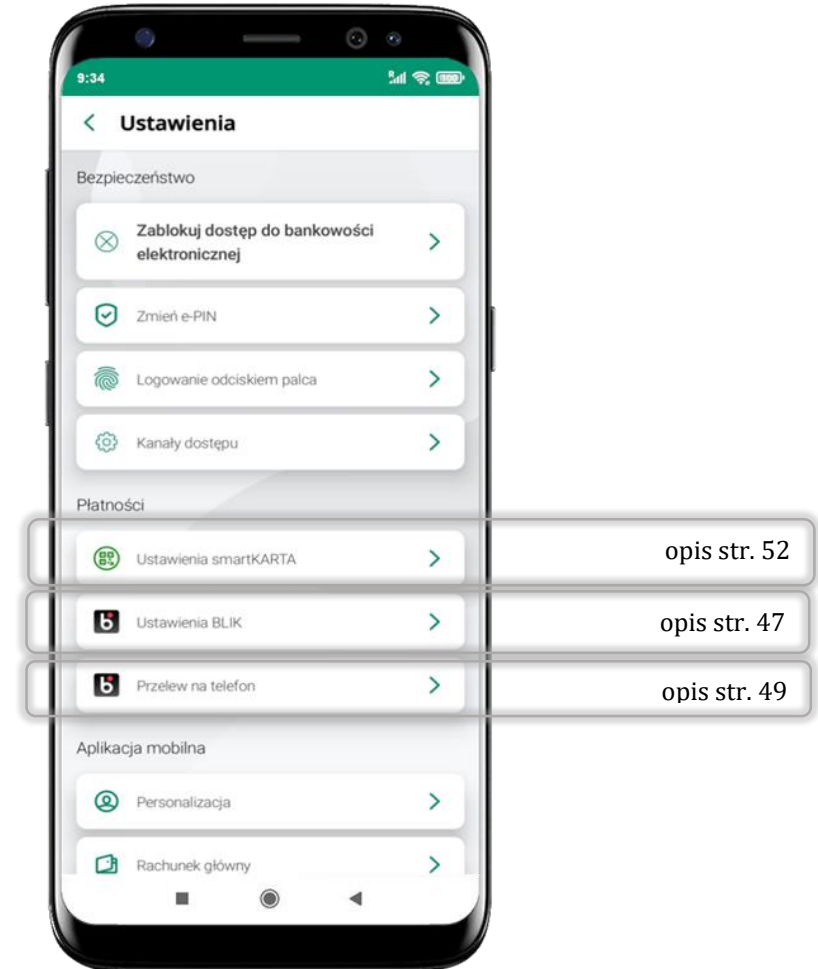 9:34
Ustawienia
Bezpieczeństwo
Zablokuj dostęp do bankowości
elektronicznej
Zmień e-PIN
Logowanie odciskiem palca
Kanały dostępu
Płatności
Ustawienia smartKARTA
opis str. 52
Ustawienia BLIK
opis str. 47
Przelew na telefon
opis str. 49
Aplikacja mobilna
Personalizacja
Rachunek główny